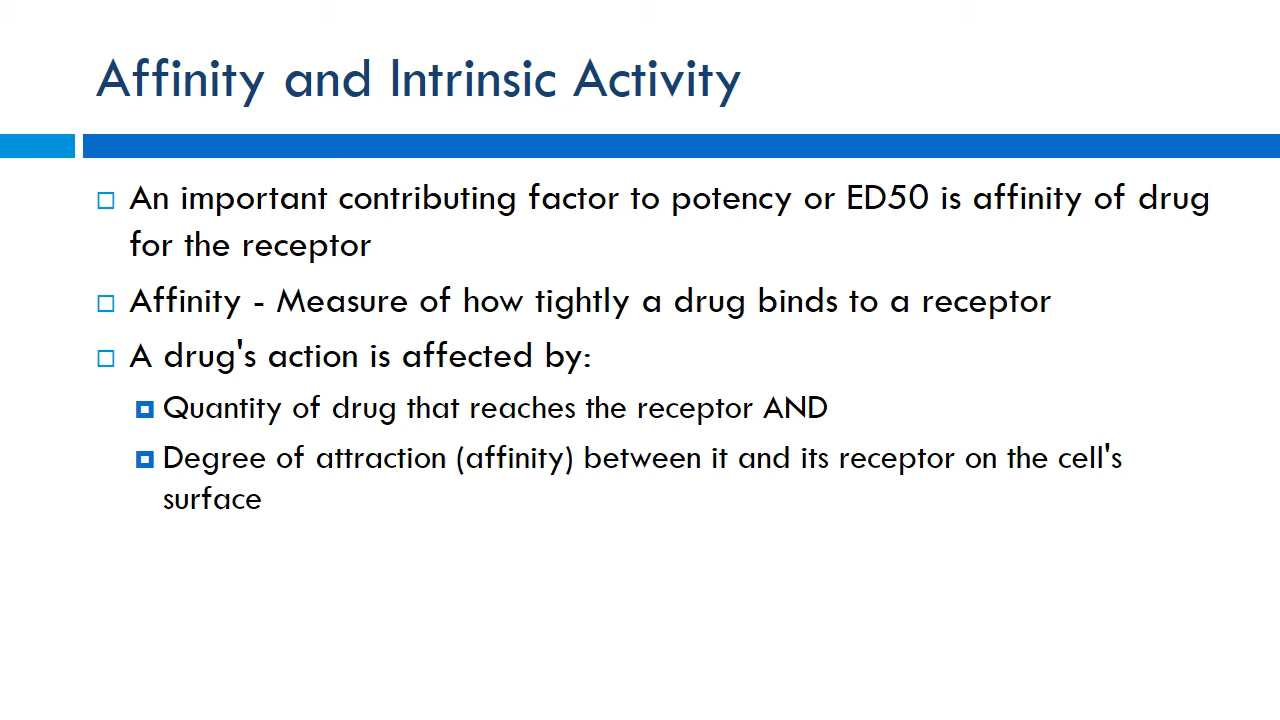 Affinity and Intrinsic Activity
An important contributing factor to potency or ED50 is affinity of drug
for the receptor
Affinity - Measure of how tightly a drug binds to a receptor
A drug's action is affected by:
Quantity of drug that reaches the receptor AND
Degree of attraction (affinity) between it and its receptor on the cell's
surface